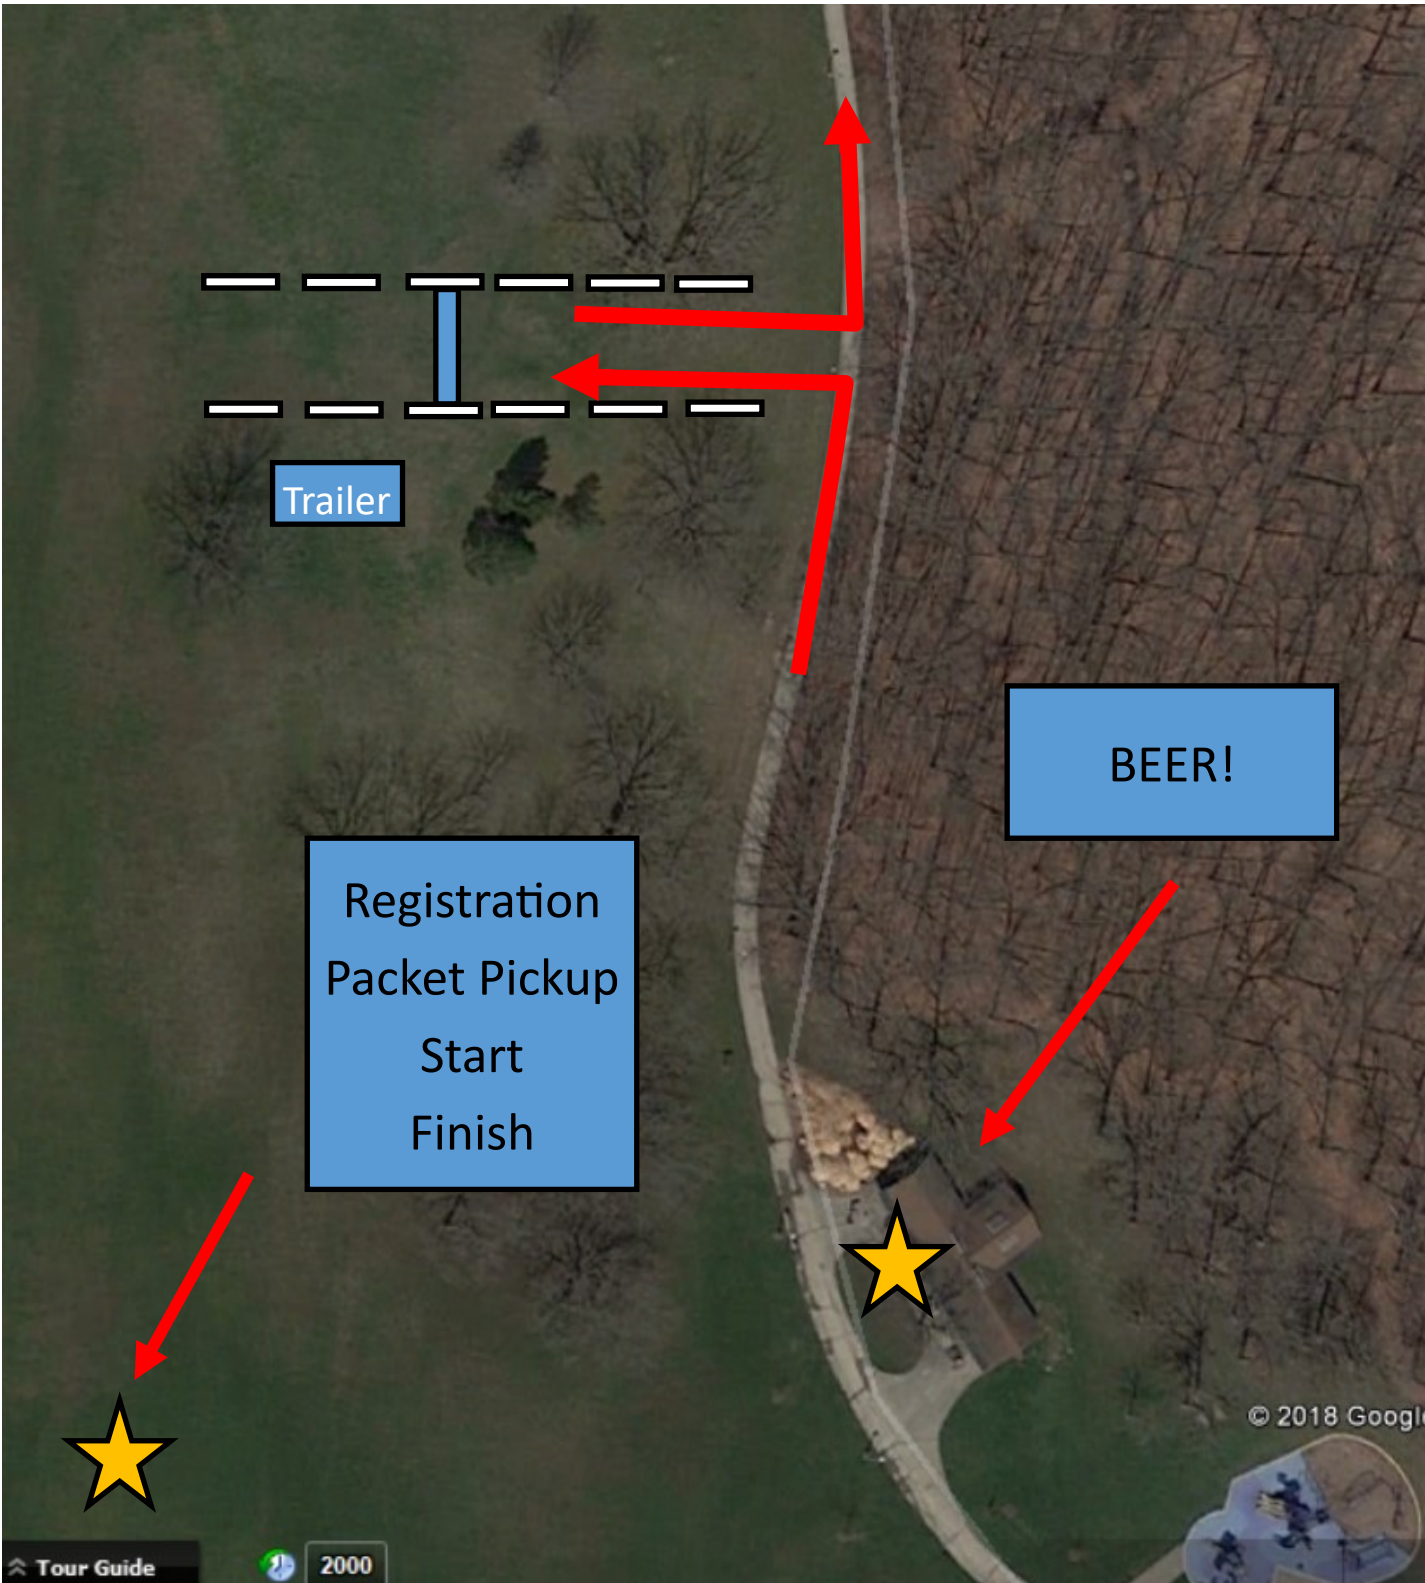 Trailer
BEER!
Registration
Packet Pickup
Start
Finish
© 2018 Google
Tour Guide
2000